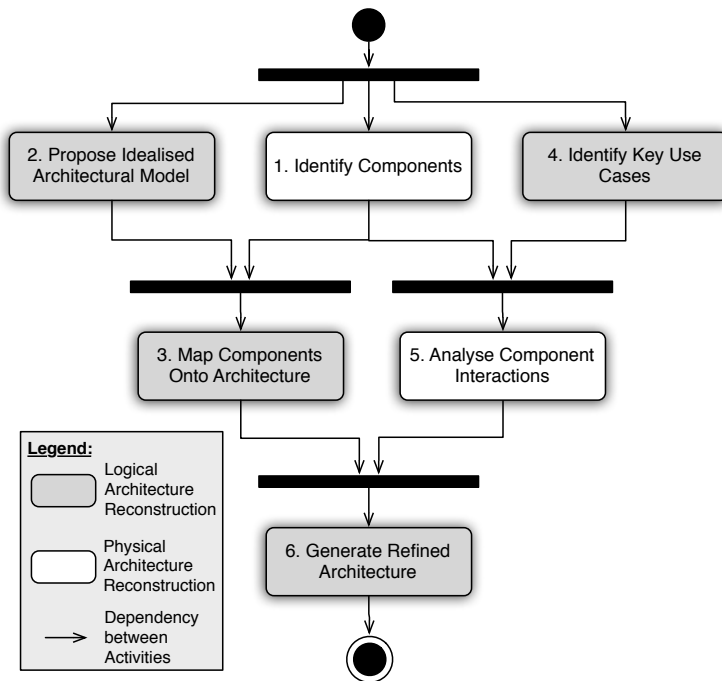 2. Propose Idealised
Architectural Model
1. Identify Components
4. Identify Key Use
Cases
3. Map Components
Onto Architecture
5. Analyse Component
Interactions
Legend:
Logical
Architecture
Reconstruction
Physical
Architecture
Reconstruction
Dependency
between
Activities
6. Generate Refined
Architecture